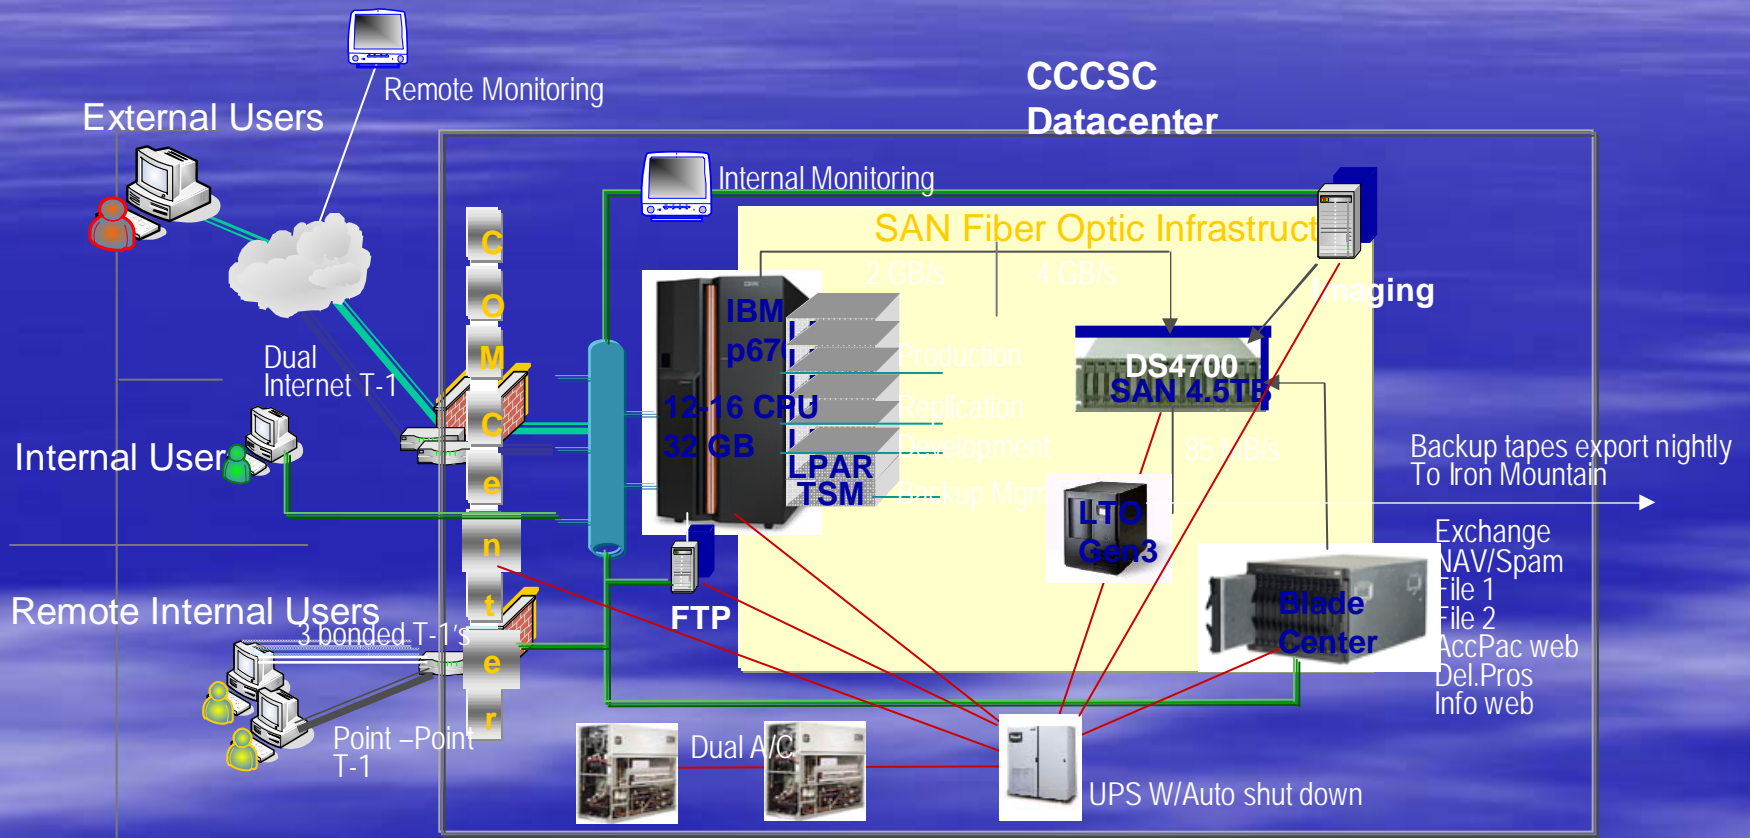 CCCSC
Datacenter
Remote Monitoring
External Users
Internal Monitoring
SAN Fiber Optic Infrastruct
2 GB/s
4 GB/s
Imaging
COMCenter
IBM
p670
12-16 CPU
32 GB
Production
Replication
Development
Backup Mgm
LPAR
TSM
DS4700
SAN 4.5TB
85 MB/s
Dual
Internet T-1
Internal User
Backup tapes export nightly
To Iron Mountain
LTO
Gen3
Exchange
NAV/Spam
File 1
File 2
AccPac web
Del.Pros
Info web
Blade
Center
FTP
Remote Internal Users
3 bonded T-1's
Point –Point
T-1
Dual A/C
UPS W/Auto shut down